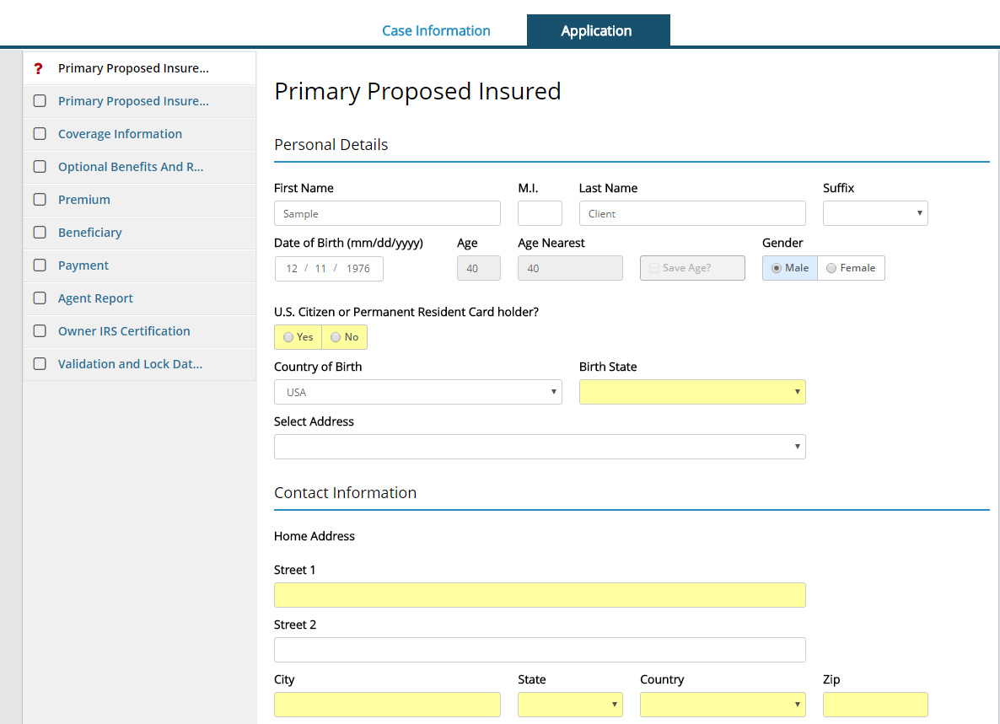 Case Information Application
? Primary Proposed Insure...
Primary Proposed Insure...
Coverage Information
Optional Benefits And R...
Premium
Beneficiary
Payment
Agent Report
Owner IRS Certification
Validation and Lock Dat...
Primary Proposed Insured
Personal Details
First Name M.I. Last Name Suffix
Sample Client
Date of Birth (mm/dd/yyyy) Age Age Nearest Gender
12 / 11 / 1976 40 40 Save Age? Male Female
U.S. Citizen or Permanent Resident Card holder?
Yes No
Country of Birth Birth State
USA
Select Address
Contact Information
Home Address
Street 1
Street 2
City State Country Zip